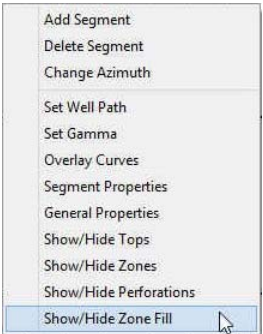 Add Segment
Delete Segment
Change Azimuth
Set Well Path
Set Gamma
Overlay Curves
Segment Properties
General Properties
Show/Hide Tops
Show/Hide Zones
Show/Hide Perforations
Show/Hide Zone Fill